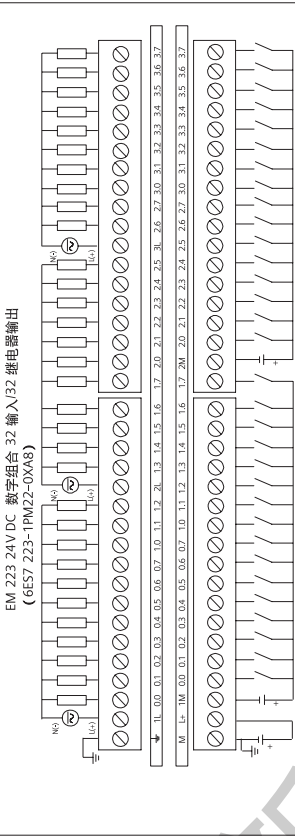 EM 223 24V DC 数字组合 32 输入/32 继电器输出
(6ES7 223-1PM22-0XA8)
N(-)
N(-)
N(-)
L(+)
L(+)
L(+)
1L 0.0 0.1 0.2 0.3 0.4 0.5 0.6 0.7 1.0 1.1 1.2 2L 1.3 1.4 1.5 1.6 1.7 2.0 2.1 2.2 2.3 2.4 2.5 3L 2.6 2.7 3.0 3.1 3.2 3.3 3.4 3.5 3.6 3.7
M L+ 1M 0.0 0.1 0.2 0.3 0.4 0.5 0.6 0.7 1.0 1.1 1.2 1.3 1.4 1.5 1.6 1.7 2M 2.0 2.1 2.2 2.3 2.4 2.5 2.6 2.7 3.0 3.1 3.2 3.3 3.4 3.5 3.6 3.7
+
+
+